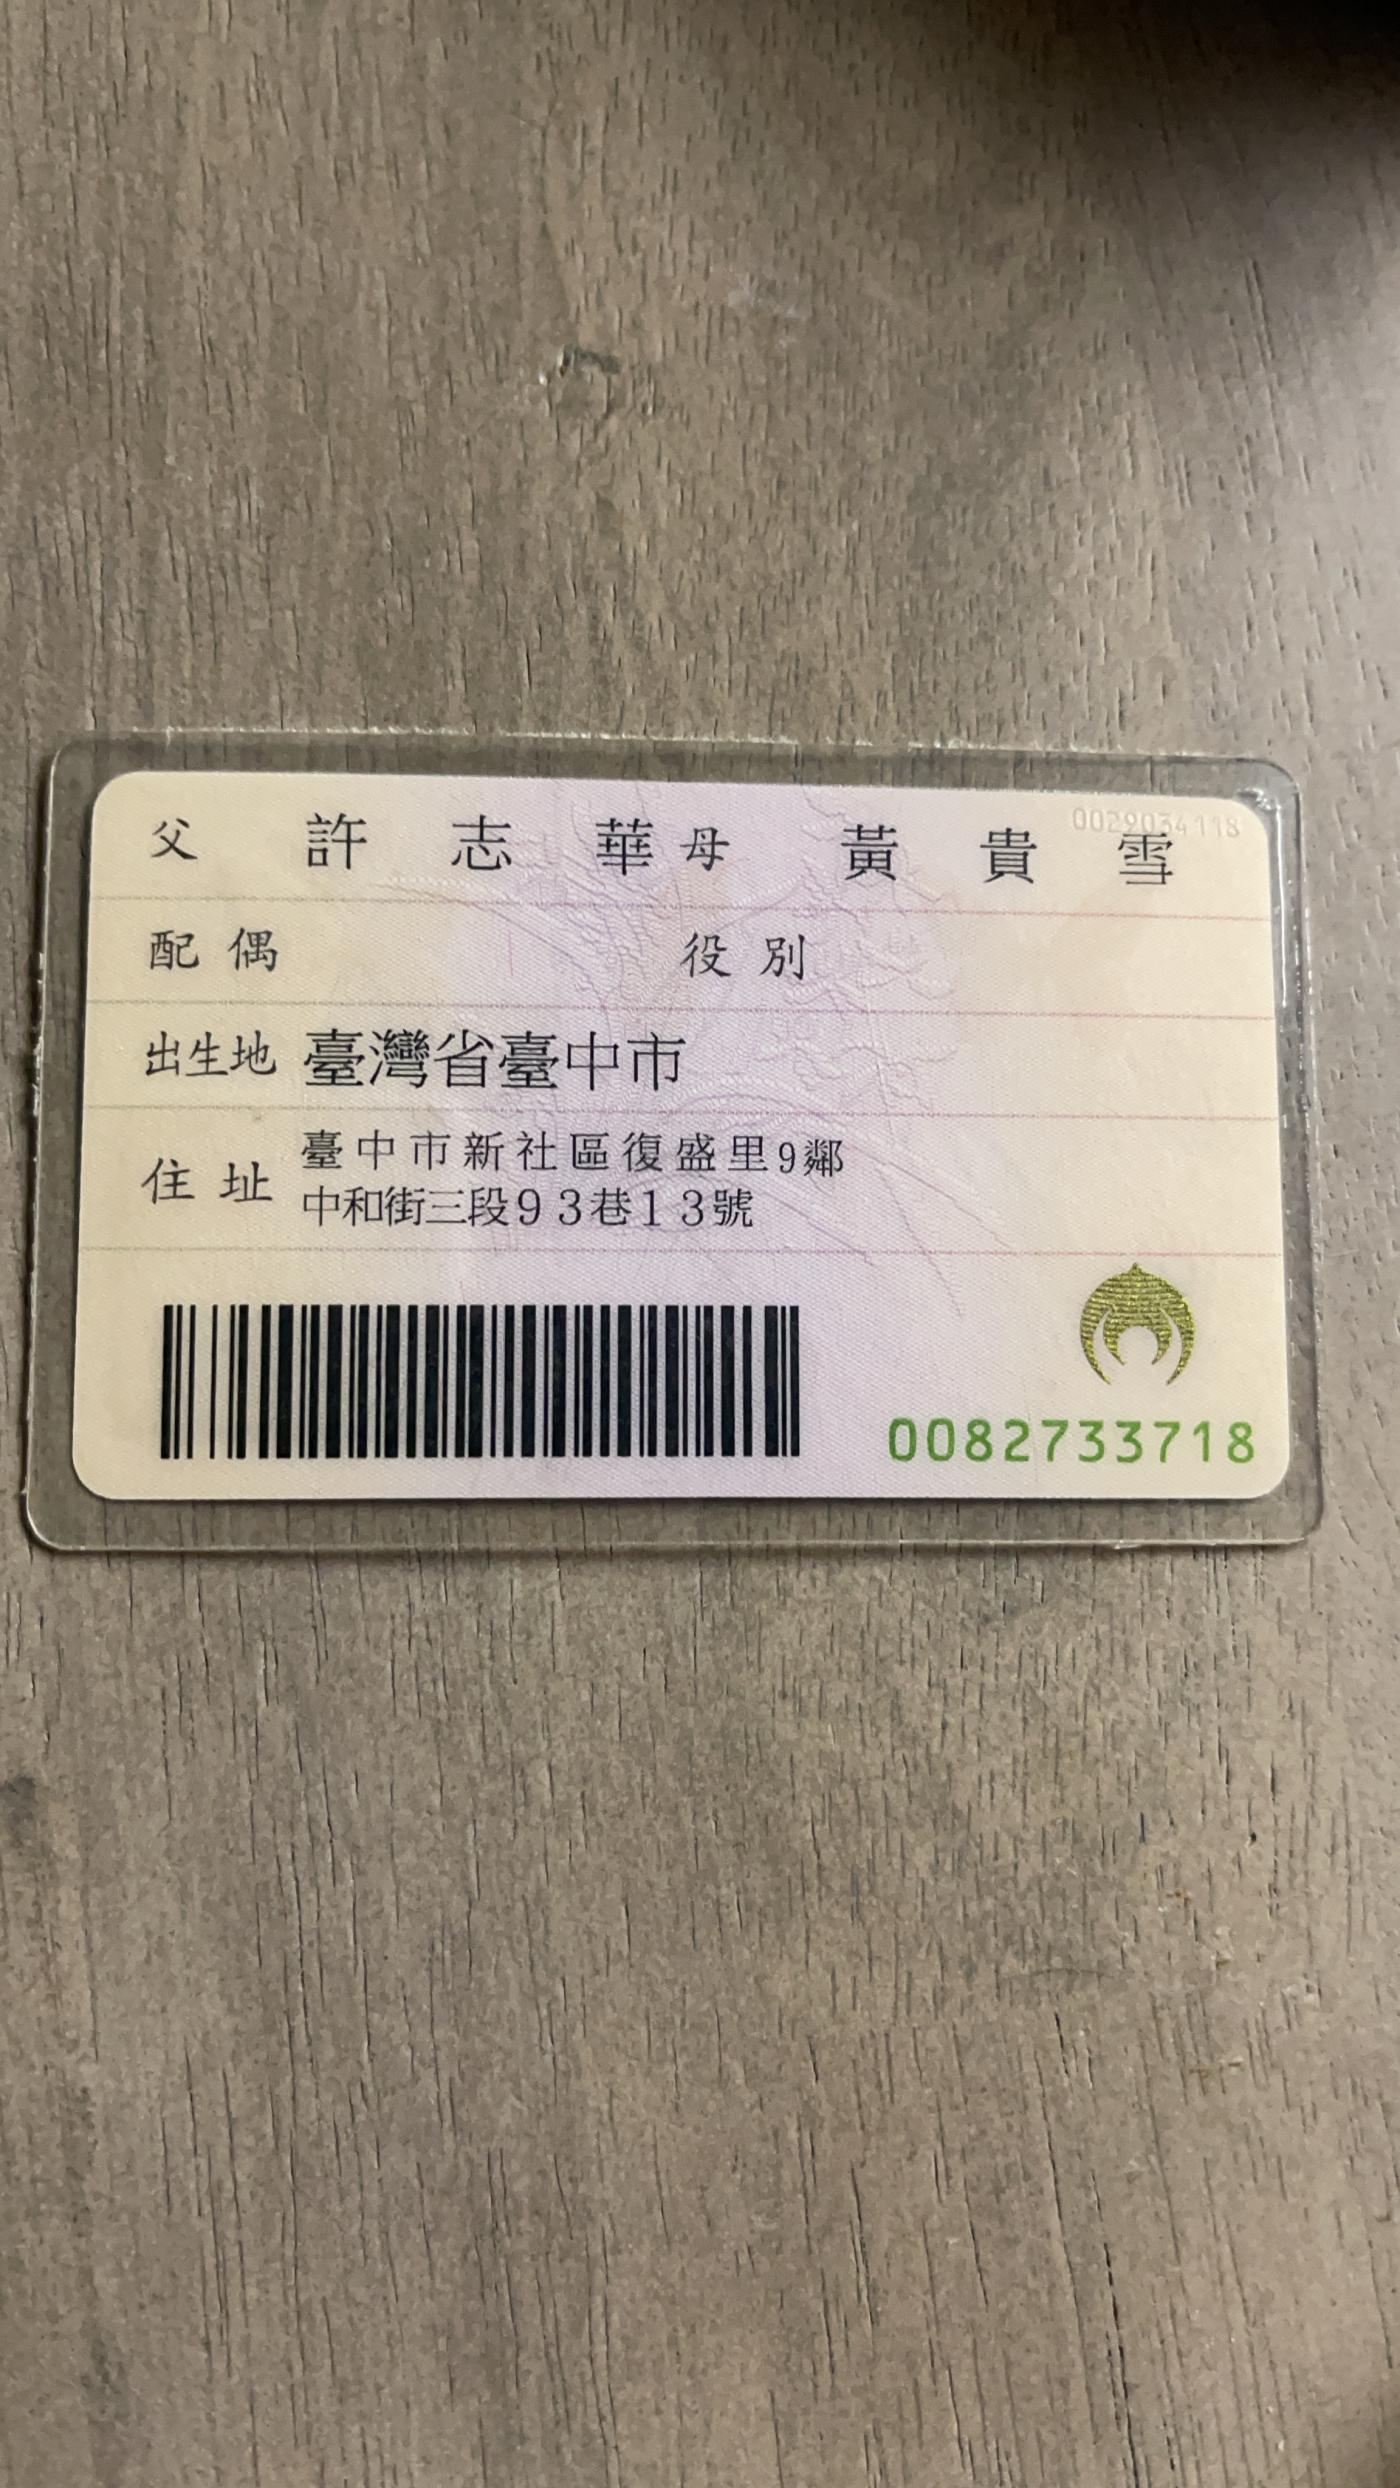 0029034118
父 許志華 母 黃貴雪
配偶 役別
出生地 臺灣省臺中市
住址 臺中市新社區復盛里9鄰
中和街三段93巷13號
0082733718